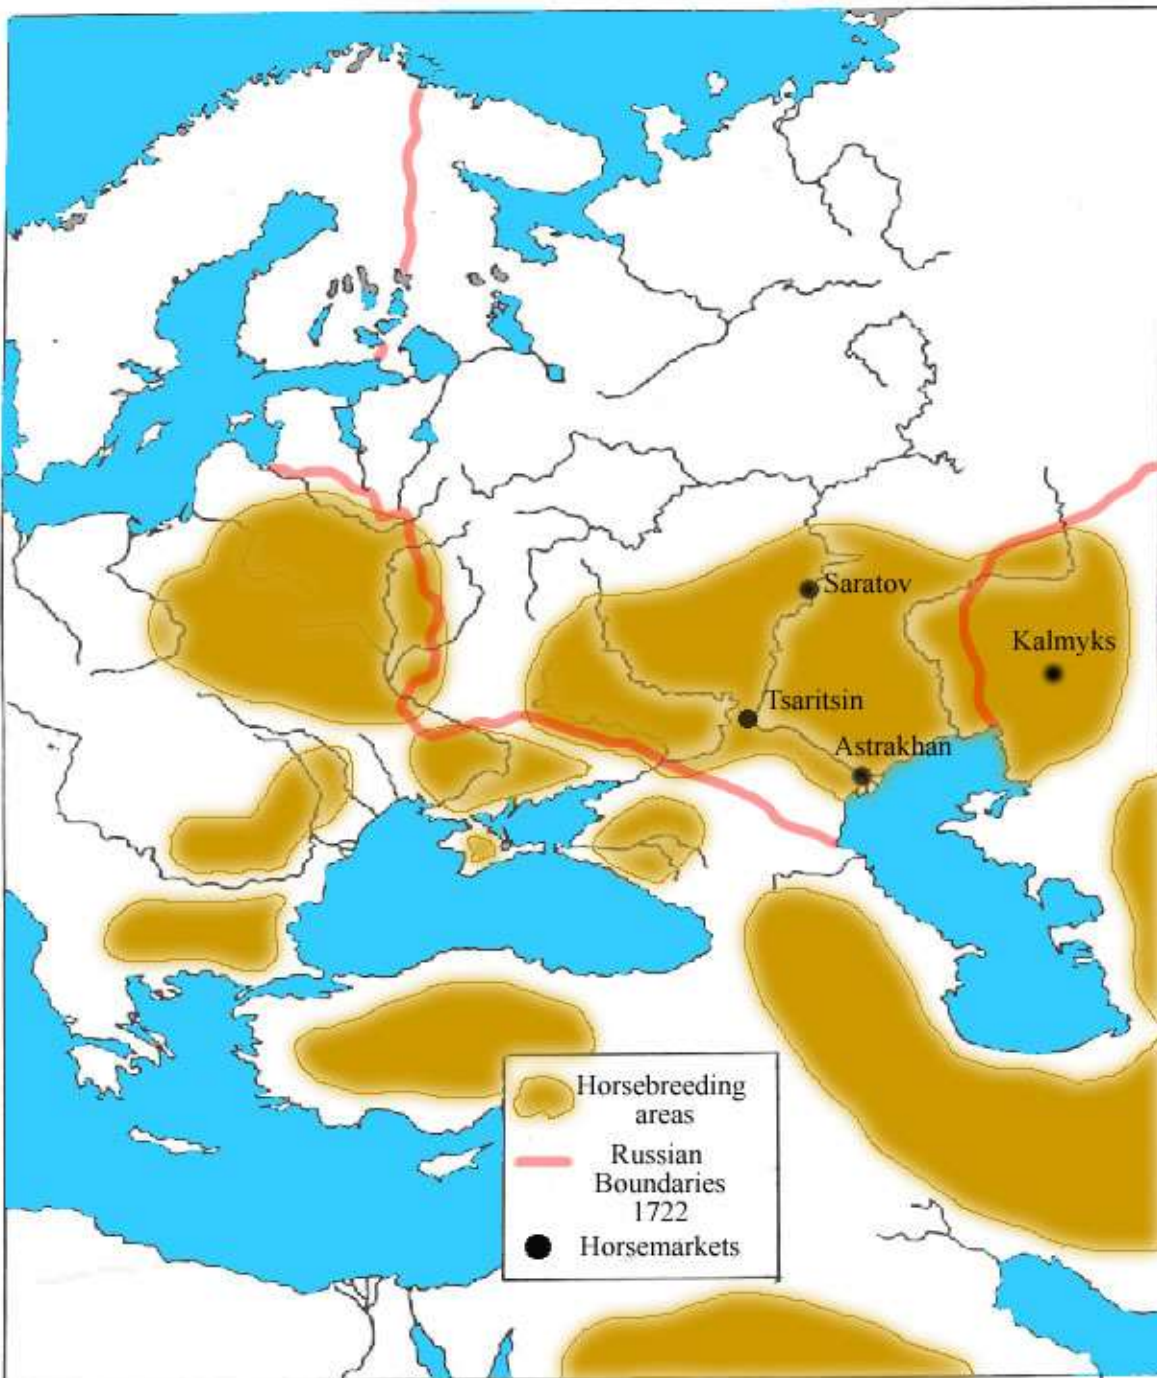 Saratov
Kalmyks
Tsaritsin
Astrakhan
Horsebreeding
areas
Russian
Boundaries
1722
Horsemarkets